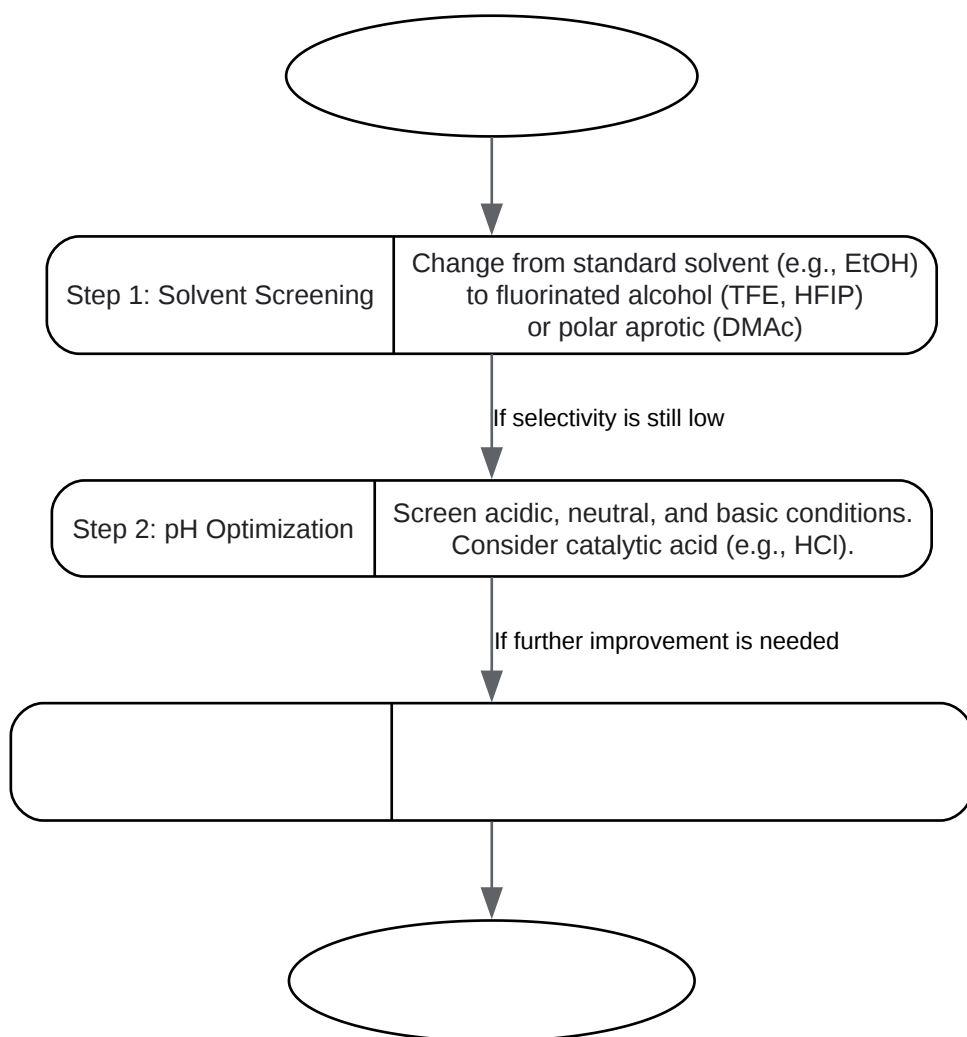 Step 1: Solvent Screening
Change from standard solvent (e.g., EtOH)
to fluorinated alcohol (TFE, HFIP)
or polar aprotic (DMAc)
If selectivity is still low
Step 2: pH Optimization
Screen acidic, neutral, and basic conditions.
Consider catalytic acid (e.g., HCl).
If further improvement is needed